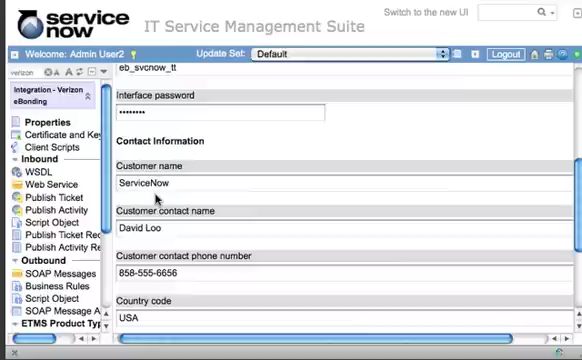 service now
IT Service Management Suite
Switch to the new UI
Welcome: Admin User2
Update Set:
Default
Logout
verizon
A
A
Integration - Verizon eBonding
Properties
Certificate and Key
Client Scripts
Inbound
WSDL
Web Service
Publish Ticket
Publish Activity
Script Object
Publish Ticket Re
Publish Activity Re
Outbound
SOAP Messages
Business Rules
Script Object
SOAP Message A
ETMS Product Typ
eb_svcnow_tt
Interface password
••••••••
Contact Information
Customer name
ServiceNow
Customer contact name
David Loo
Customer contact phone number
858-555-6656
Country code
USA